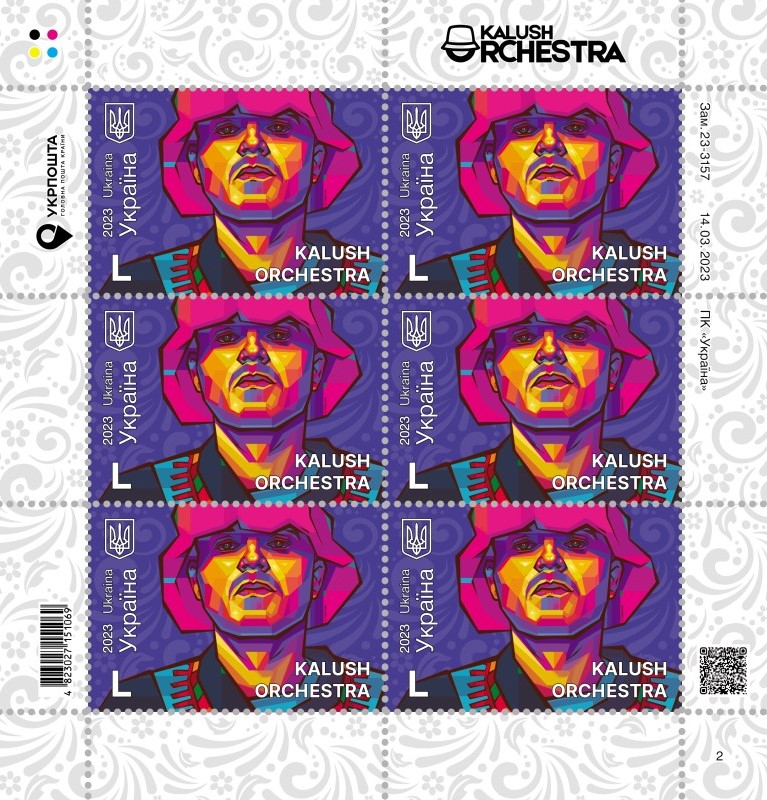 KALUSH
ORCHESTRA
УКРПОШТА
ГОЛОВНА ПОШТА КРАЇНИ
Зам. 23-3157
14.03. 2023
ПК «Україна»
2023 Ukraina
Україна
L
KALUSH
ORCHESTRA
2023 Ukraina
Україна
L
KALUSH
ORCHESTRA
2023 Ukraina
Україна
L
KALUSH
ORCHESTRA
2023 Ukraina
Україна
L
KALUSH
ORCHESTRA
2023 Ukraina
Україна
L
KALUSH
ORCHESTRA
2023 Ukraina
Україна
L
KALUSH
ORCHESTRA
4 823027 151069
2